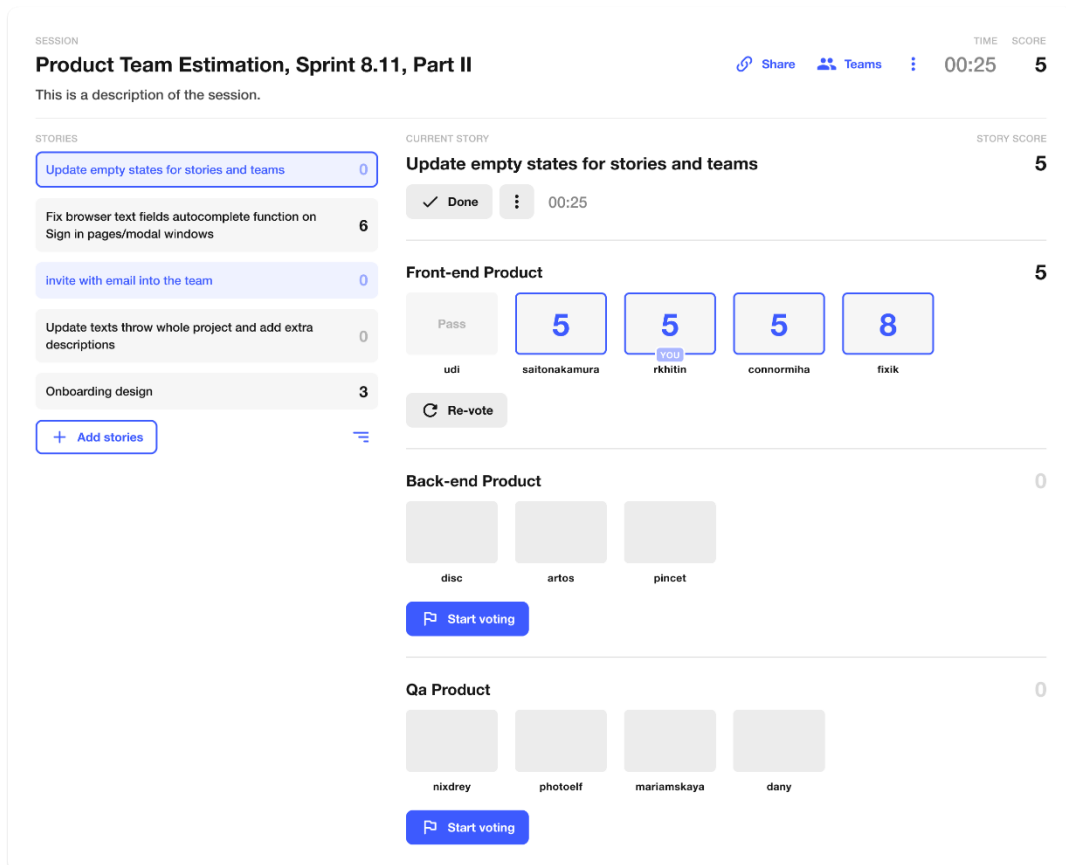 SESSION
TIME SCORE
Product Team Estimation, Sprint 8.11, Part II
Share Teams 00:25 5
This is a description of the session.
STORIES
Update empty states for stories and teams 0
Fix browser text fields autocomplete function on
Sign in pages/modal windows
6
invite with email into the team 0
Update texts throw whole project and add extra
descriptions
0
Onboarding design 3
Add stories
CURRENT STORY
STORY SCORE
Update empty states for stories and teams 5
Done 00:25
Front-end Product 5
Pass 5 5 5 8
YOU
udi saitonakamura rkhitin connormiha fixik
Re-vote
Back-end Product 0
disc artos pincet
Start voting
Qa Product 0
nixdrey photoelf mariamskaya dany
Start voting